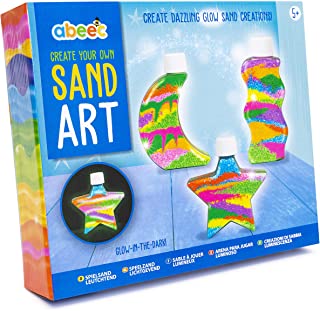 abeec
CREATE DAZZLING GLOW SAND CREATIONS!
5+
CREATE YOUR OWN
SAND
ART
GLOW-IN-THE-DARK!
SPIELSAND
LEUCHTEND
SPEELZAND
LICHTGEVEND
SABLE À JOUER
LUMINEUX
ARENA PARA JUGAR
LUMINOSO
CREAZIONI DI SABBIA
LUMINOSCENZA